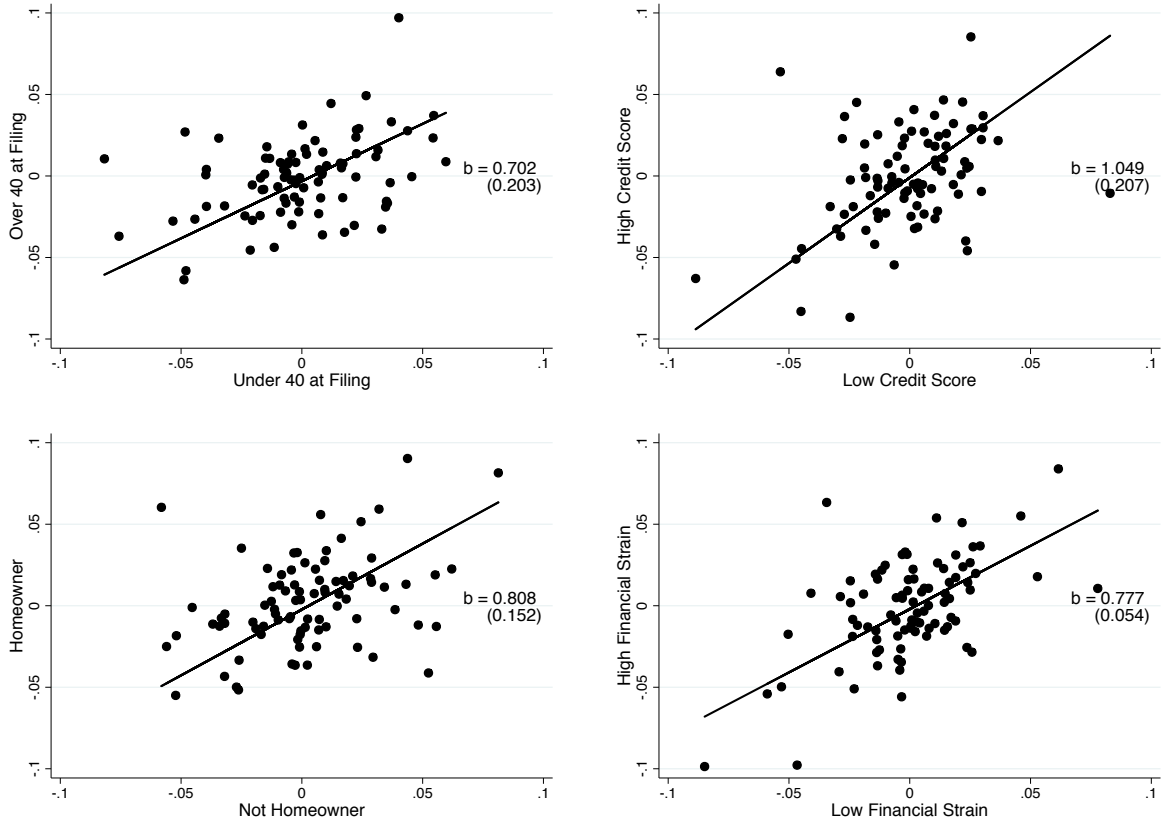 .1
.05
0
-.05
-.1
Over 40 at Filing
b = 0.702
(0.203)
-.1 -.05 0 .05 .1
Under 40 at Filing
.1
.05
0
-.05
-.1
High Credit Score
b = 1.049
(0.207)
-.1 -.05 0 .05 .1
Low Credit Score
.1
.05
0
-.05
-.1
Homeowner
b = 0.808
(0.152)
-.1 -.05 0 .05 .1
Not Homeowner
.1
.05
0
-.05
-.1
High Financial Strain
b = 0.777
(0.054)
-.1 -.05 0 .05 .1
Low Financial Strain